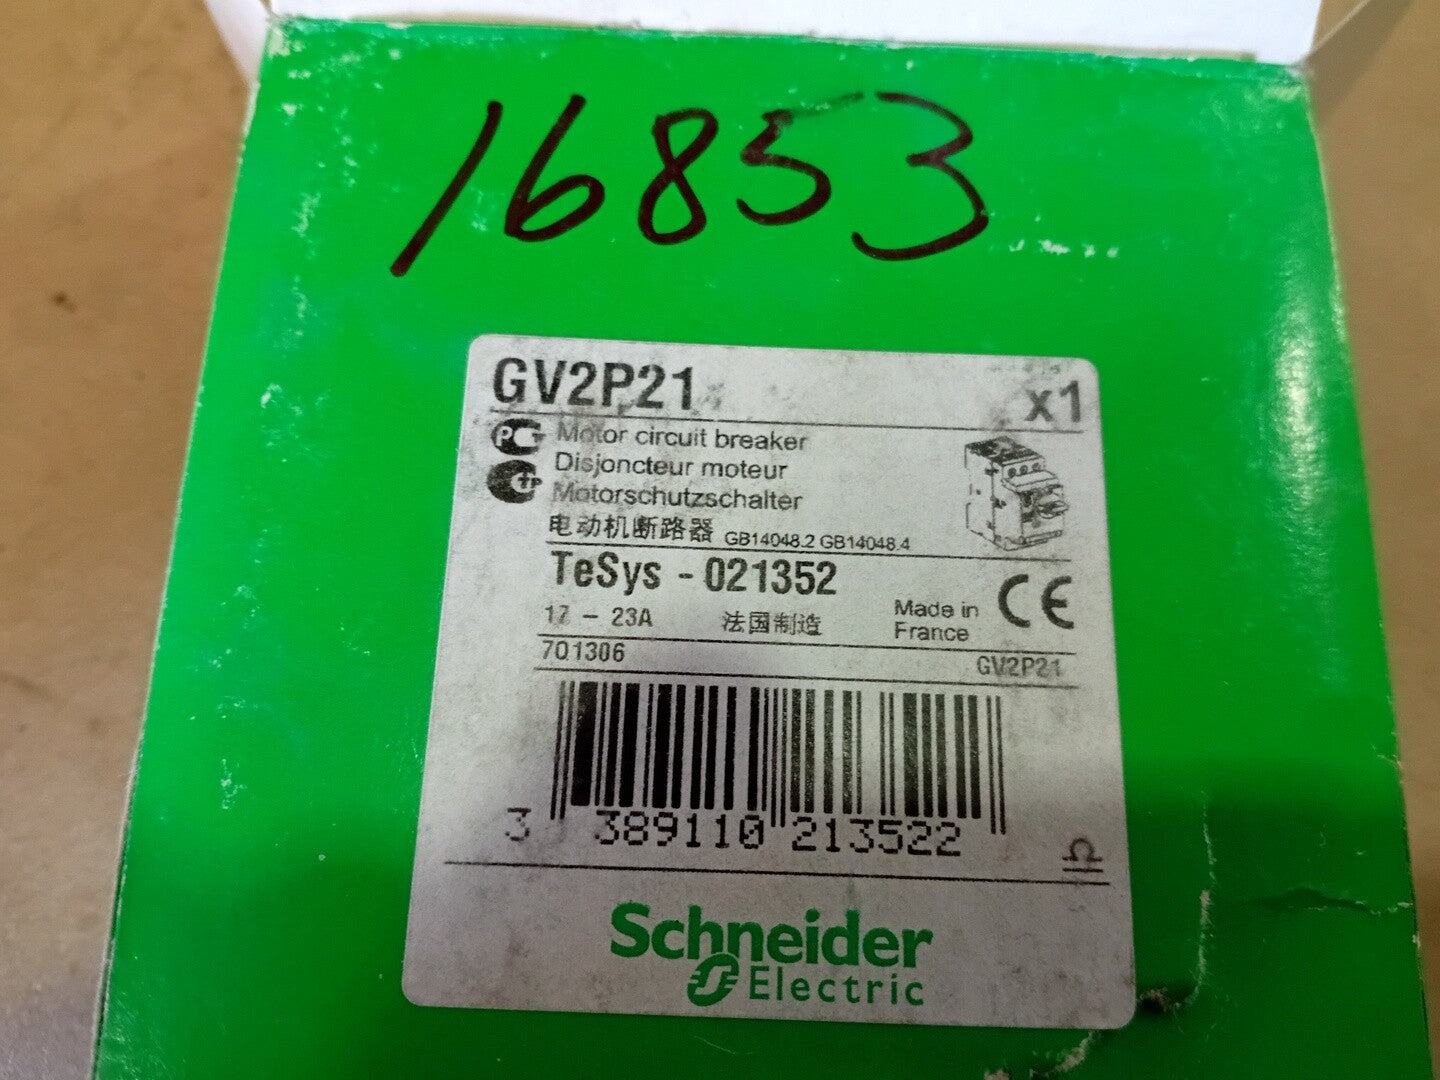 16853
GV2P21 x1
Motor circuit breaker
Disjoncteur moteur
Motorschutzschalter
电动机断路器 GB14048.2 GB14048.4
TeSys - 021352
17 - 23A 法国制造 Made in France CE
701306 GV2P21
3 389110 213522
Schneider
Electric